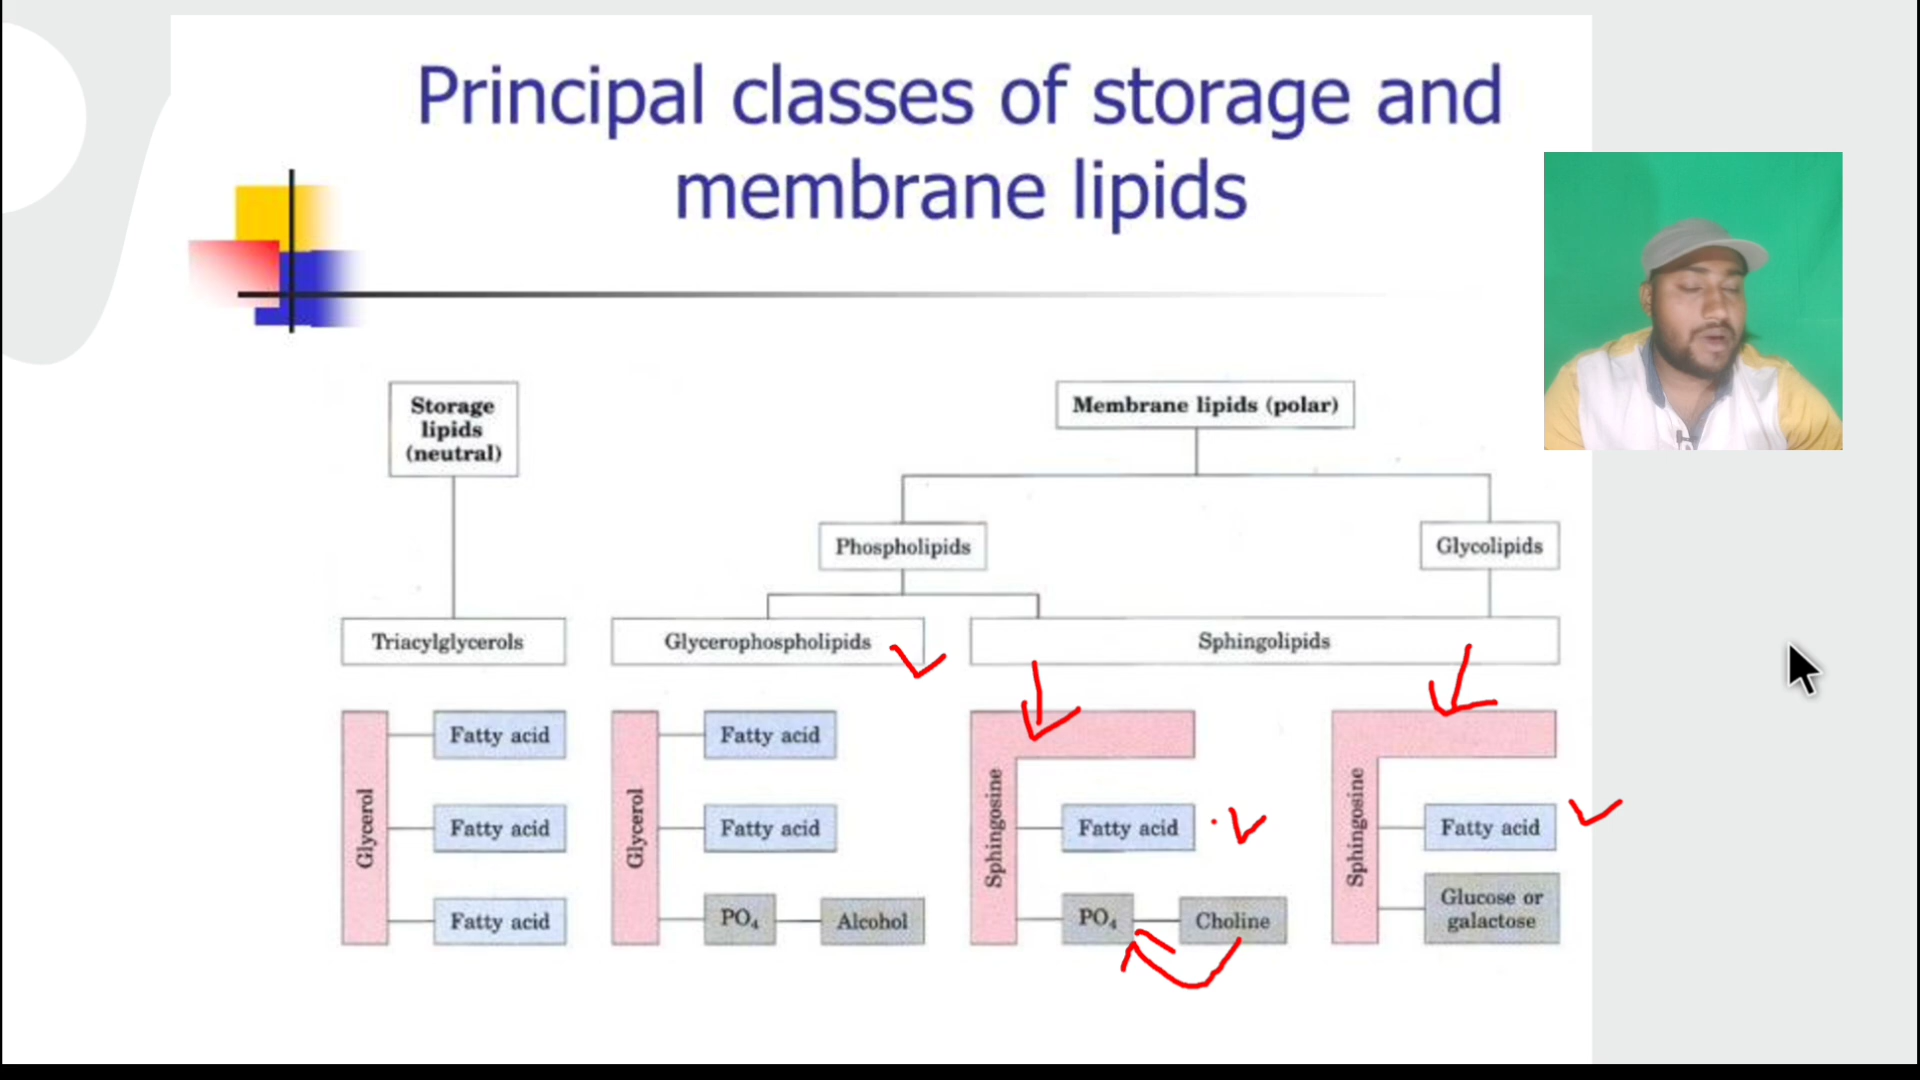 Principal classes of storage and
membrane lipids
Storage
lipids
(neutral)
Membrane lipids (polar)
Phospholipids
Glycolipids
Triacylglycerols
Glycerophospholipids
Sphingolipids
Glycerol
Fatty acid
Fatty acid
Fatty acid
Glycerol
Fatty acid
Fatty acid
PO₄
Alcohol
Sphingosine
Fatty acid
PO₄
Choline
Sphingosine
Fatty acid
Glucose or
galactose